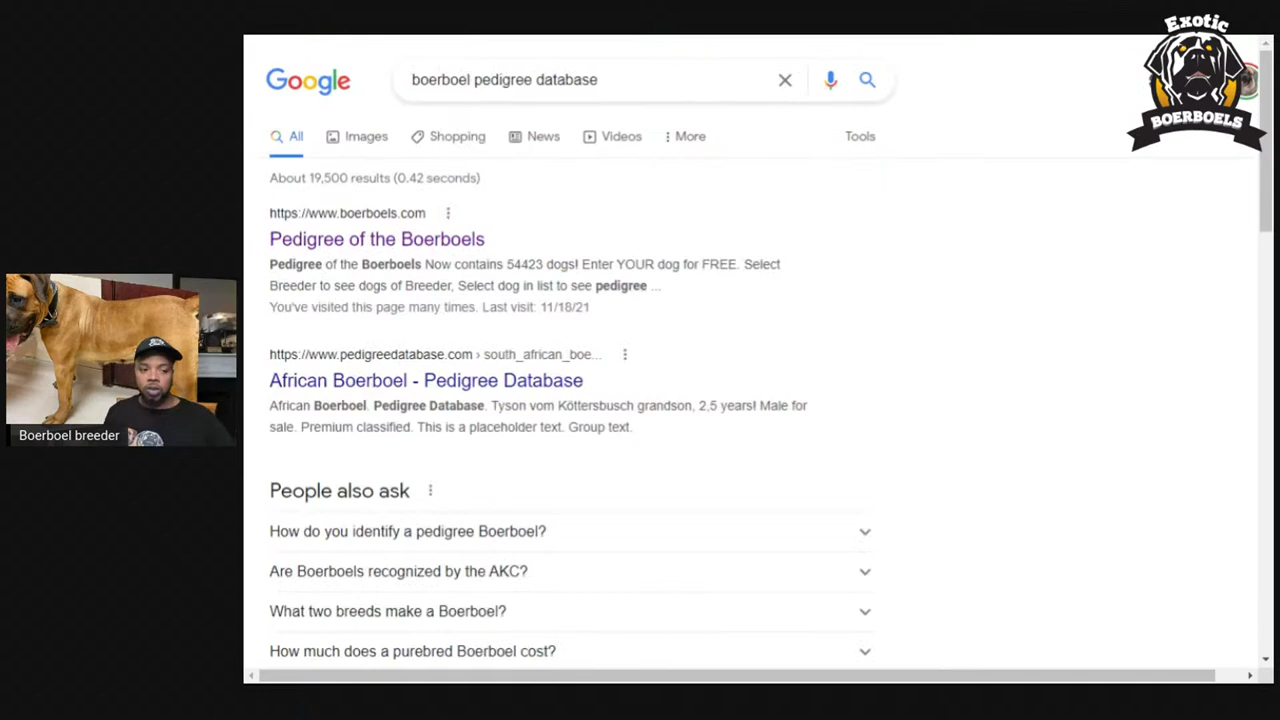 Exotic
BOERBOELS
Google
boerboel pedigree database
All
Images
Shopping
News
Videos
More
Tools
About 19,500 results (0.42 seconds)
https://www.boerboels.com
Pedigree of the Boerboels
Pedigree of the Boerboels Now contains 54423 dogs! Enter YOUR dog for FREE. Select
Breeder to see dogs of Breeder, Select dog in list to see pedigree ...
You've visited this page many times. Last visit: 11/18/21
https://www.pedigreedatabase.com › south_african_boe...
African Boerboel - Pedigree Database
African Boerboel. Pedigree Database. Tyson vom Köttersbusch grandson, 2,5 years! Male for
sale. Premium classified. This is a placeholder text. Group text.
People also ask
How do you identify a pedigree Boerboel?
Are Boerboels recognized by the AKC?
What two breeds make a Boerboel?
How much does a purebred Boerboel cost?
Boerboel breeder